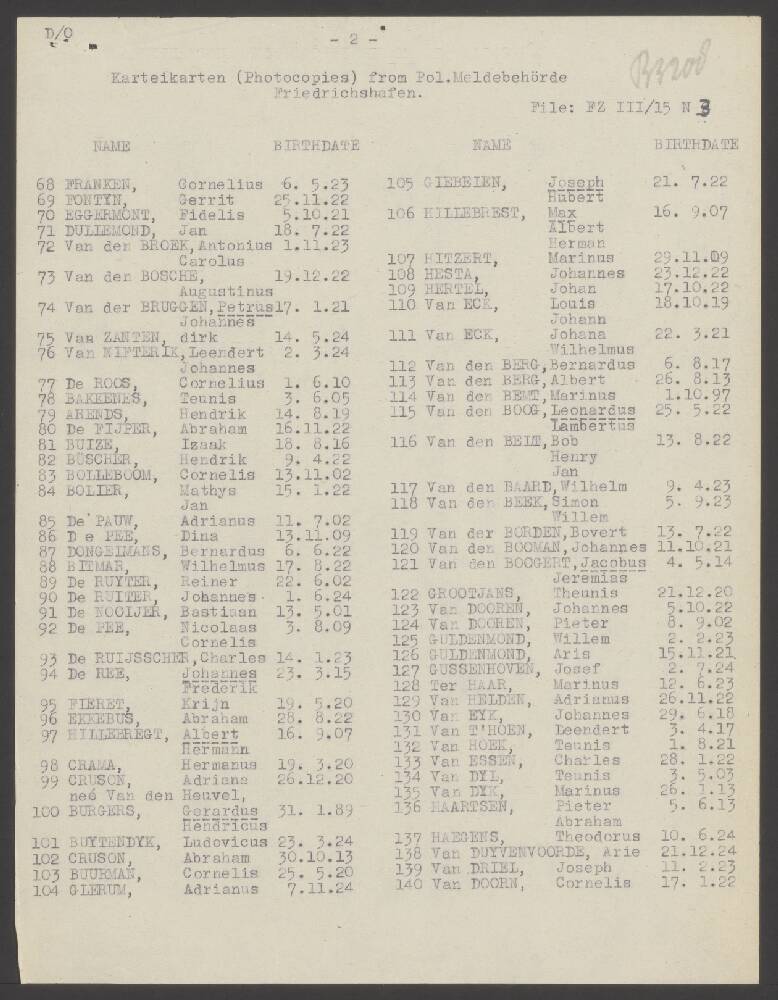 D/O
- 2 -
Karteikarten (Photocopies) from Pol.Meldebehörde
Friedrichshafen.
File: FZ III/15 N 3
NAME BIRTHDATE
68 FRANKEN, Cornelius 6. 5.23
69 FONTYN, Gerrit 25.11.22
70 EGGERMONT, Fidelis 5.10.21
71 DULLEMOND, Jan 18. 7.22
72 Van den BROEK, Antonius 1.11.23
Carolus
73 Van den BOSCHE, 19.12.22
Augustinus
74 Van der BRUGGEN, Petrus 17. 1.21
Johannes
75 Van ZANTEN, dirk 14. 5.24
76 Van NIFTERIK, Leendert 2. 3.24
Johannes
77 De ROOS, Cornelius 1. 6.10
78 BAKKENES, Teunis 3. 6.05
79 ARENDS, Hendrik 14. 8.19
80 De FIJPER, Abraham 16.11.22
81 BUIZE, Izaak 18. 8.16
82 BÜSCHER, Hendrik 9. 4.22
83 BOLLEBOOM, Cornelis 13.11.02
84 BOLIER, Mathys 15. 1.22
Jan
85 De PAUW, Adrianus 11. 7.02
86 D e PEE, Dina 13.11.09
87 DONGELMANS, Bernardus 6. 6.22
88 BITMAR, Wilhelmus 17. 8.22
89 De RUYTER, Reiner 22. 6.02
90 De RUITER, Johannes 1. 6.24
91 De NOOIJER, Bastiaan 13. 5.01
92 De PEE, Nicolaas 3. 8.09
Cornelis
93 De RUIJSSCHER, Charles 14. 1.23
94 De REE, Johannes 23. 3.15
Frederik
95 FIERET, Krijn 19. 5.20
96 EKKEBUS, Abraham 28. 8.22
97 HILLEBREGT, Albert 16. 9.07
Hermann
98 CRAMA, Hermanus 19. 3.20
99 CRUSON, Adriana 26.12.20
neé Van den Heuvel,
100 BURGERS, Gerardus 31. 1.89
Hendricus
101 BUYTENDYK, Ludovicus 23. 3.24
102 CRUSON, Abraham 30.10.13
103 BUURMAN, Cornelis 25. 5.20
104 GLERUM, Adrianus 7.11.24
NAME BIRTHDATE
105 GIEBELEN, Joseph 21. 7.22
Hubert
106 HILLEBREST, Max 16. 9.07
Albert
Herman
107 HITZERT, Marinus 29.11.09
108 HESTA, Johannes 23.12.22
109 HERTEL, Johan 17.10.22
110 Van ECK, Louis 18.10.19
Johann
111 Van ECK, Johana 22. 3.21
Wilhelmus
112 Van den BERG, Bernardus 6. 8.17
113 Van den BERG, Albert 26. 8.13
114 Van den BEMT, Marinus 1.10.97
115 Van den BOOG, Leonardus 25. 5.22
Lambertus
116 Van den BELT, Bob 13. 8.22
Henry
Jan
117 Van den BAARD, Wilhelm 9. 4.23
118 Van den BEEK, Simon 5. 9.23
Willem
119 Van der BORDEN, Bovert 13. 7.22
120 Van den BOOMAN, Johannes 11.10.21
121 Van den BOOGERT, Jacobus 4. 5.14
Jeremias
122 GROOTJANS, Theunis 21.12.20
123 Van DOOREN, Johannes 5.10.22
124 Van DOOREN, Pieter 8. 9.02
125 GULDENMOND, Willem 2. 2.23
126 GULDENMOND, Aris 15.11.21
127 GUSSENHOVEN, Josef 2. 7.24
128 Ter HAAR, Marinus 12. 6.23
129 Van HELDEN, Adrianus 26.11.22
130 Van EYK, Johannes 29. 6.18
131 Van T'HOEN, Leendert 3. 4.17
132 Van HOEK, Teunis 1. 8.21
133 Van ESSEN, Charles 28. 1.22
134 Van DYL, Teunis 3. 5.03
135 Van DYK, Marinus 26. 1.13
136 HAARTSEN, Pieter 5. 6.13
Abraham
137 HAEGENS, Theodorus 10. 6.24
138 Van DUYVENVOORDE, Arie 21.12.24
139 Van DRIEL, Joseph 11. 2.23
140 Van DOORN, Cornelis 17. 1.22